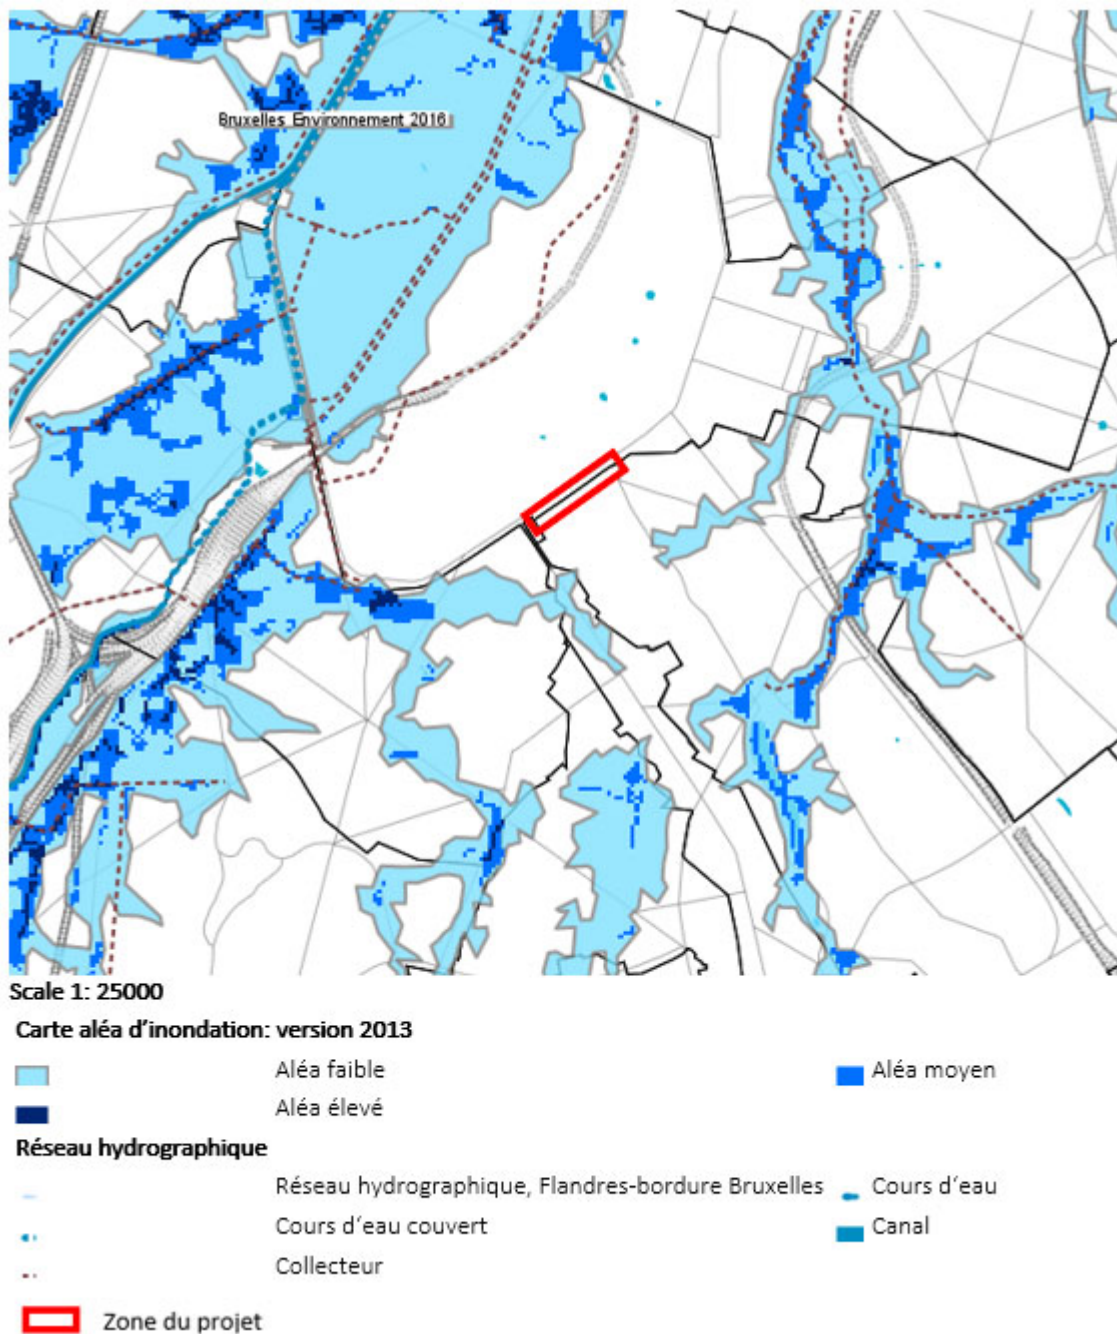 Bruxelles Environnement 2016
Scale 1: 25000
Carte aléa d'inondation: version 2013
Aléa faible
Aléa moyen
Aléa élevé
Réseau hydrographique
Réseau hydrographique, Flandres-bordure Bruxelles
Cours d'eau
Cours d'eau couvert
Canal
Collecteur
Zone du projet